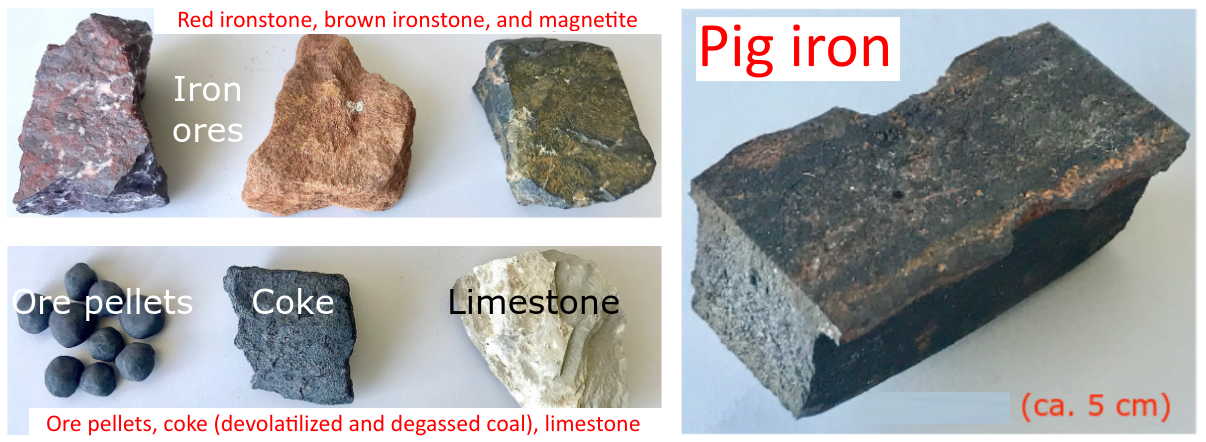 Red ironstone, brown ironstone, and magnetite
Iron
ores
Pig iron
Ore pellets
Coke
Limestone
Ore pellets, coke (devolatilized and degassed coal), limestone
(ca. 5 cm)